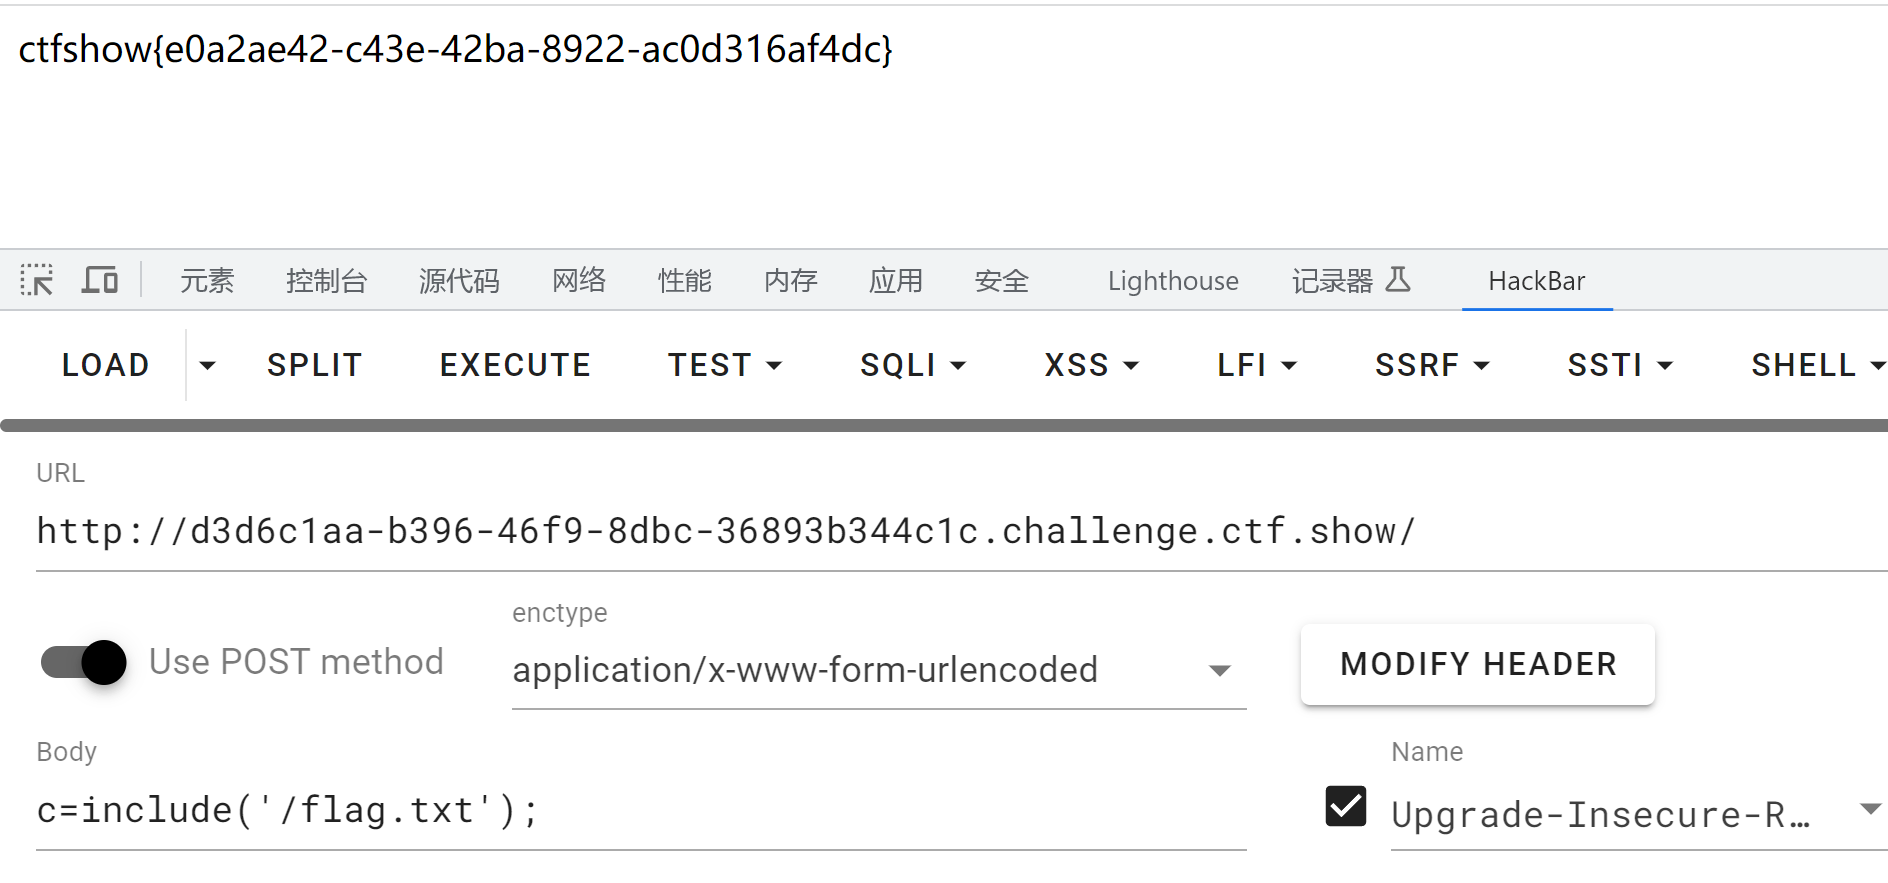 ctfshow{e0a2ae42-c43e-42ba-8922-ac0d316af4dc}
元素 控制台 源代码 网络 性能 内存 应用 安全 Lighthouse 记录器 HackBar
LOAD SPLIT EXECUTE TEST SQLI XSS LFI SSRF SSTI SHELL
URL
http://d3d6c1aa-b396-46f9-8dbc-36893b344c1c.challenge.ctf.show/
enctype
Use POST method application/x-www-form-urlencoded MODIFY HEADER
Body Name
c=include('/flag.txt'); Upgrade-Insecure-R…